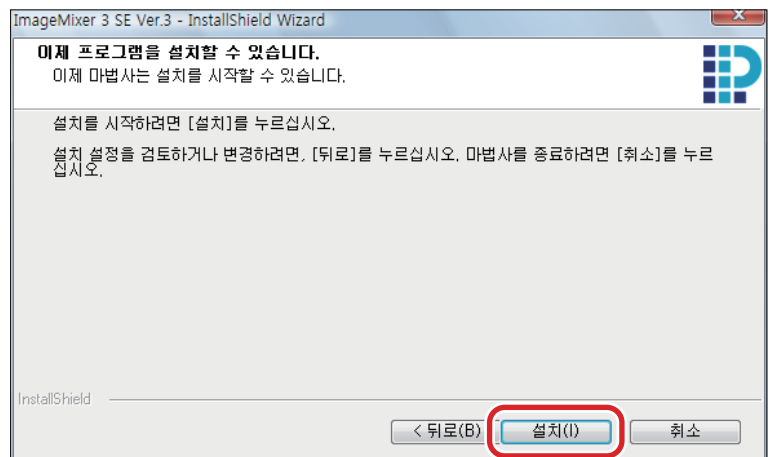 ImageMixer 3 SE Ver.3 - InstallShield Wizard
이제 프로그램을 설치할 수 있습니다.
이제 마법사는 설치를 시작할 수 있습니다.
설치를 시작하려면 [설치]를 누르십시오.
설치 설정을 검토하거나 변경하려면, [뒤로]를 누르십시오. 마법사를 종료하려면 [취소]를 누르
십시오.
InstallShield
< 뒤로(B) 설치(I) 취소